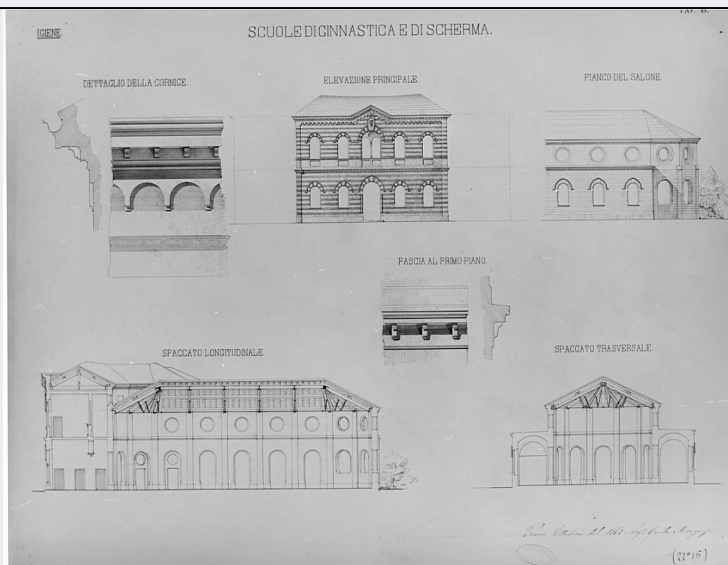 IGIENE
SCUOLE DI GINNASTICA E DI SCHERMA.
DETTAGLIO DELLA CORNICE.
ELEVAZIONE PRINCIPALE.
FIANCO DEL SALONE.
FASCIA AL PRIMO PIANO.
SPACCATO LONGITUDINALE
SPACCATO TRASVERSALE.
(22°16)